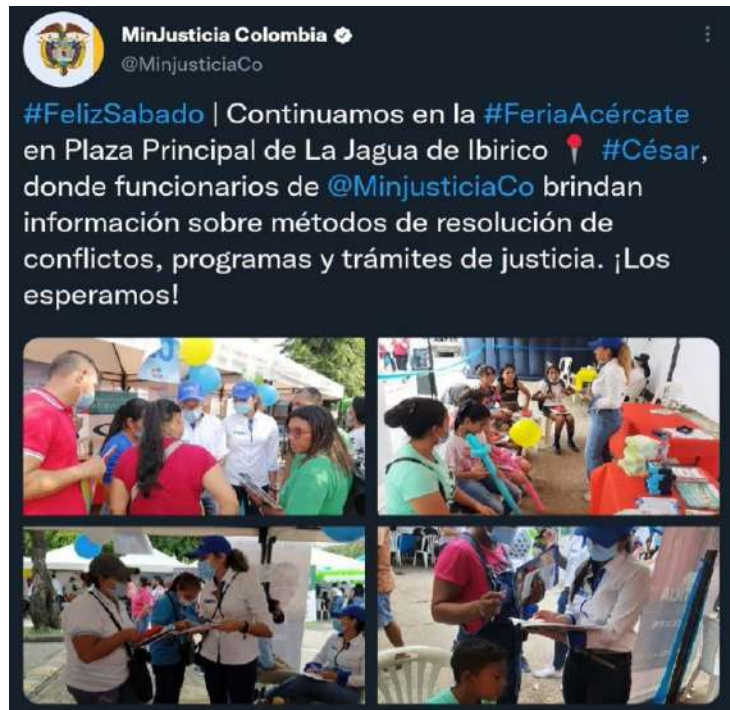 MinJusticia Colombia
@MinjusticiaCo
#FelizSabado | Continuamos en la #FeriaAcércate
en Plaza Principal de La Jagua de Ibirico 📍 #César,
donde funcionarios de @MinjusticiaCo brindan
información sobre métodos de resolución de
conflictos, programas y trámites de justicia. ¡Los
esperamos!